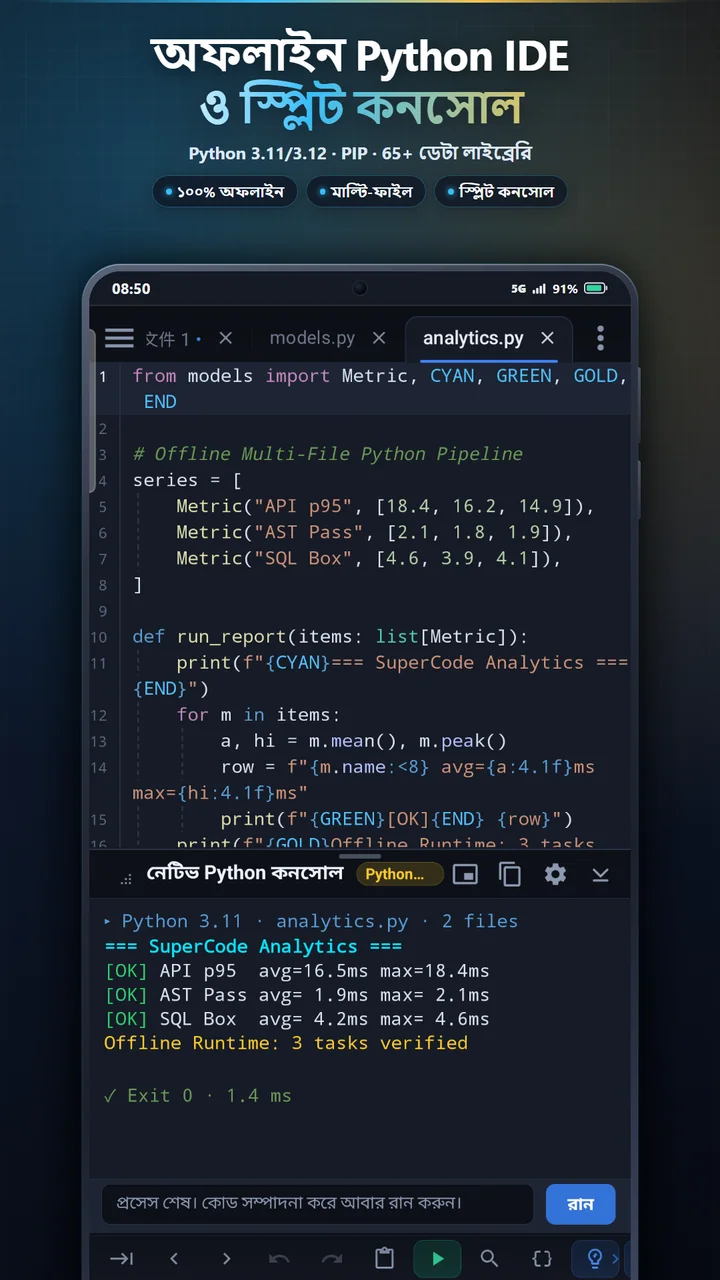 অফলাইন Python IDE
ও স্প্লিট কনসোল
Python 3.11/3.12 · PIP · 65+ ডেটা লাইব্রেরি
১০০% অফলাইন মাল্টি-ফাইল স্প্লিট কনসোল
08:50 5G 91%
文件 1 • × models.py × analytics.py ×
1 from models import Metric, CYAN, GREEN, GOLD,
END
2
3 # Offline Multi-File Python Pipeline
4 series = [
5 Metric("API p95", [18.4, 16.2, 14.9]),
6 Metric("AST Pass", [2.1, 1.8, 1.9]),
7 Metric("SQL Box", [4.6, 3.9, 4.1]),
8 ]
9
10 def run_report(items: list[Metric]):
11 print(f"{CYAN}=== SuperCode Analytics ===
{END}")
12 for m in items:
13 a, hi = m.mean(), m.peak()
14 row = f"{m.name:<8} avg={a:4.1f}ms
max={hi:4.1f}ms"
15 print(f"{GREEN}[OK]{END} {row}")
16 print(f"{GOLD}Offline Runtime: 3 tasks
নেটিভ Python কনসোল Python...
▸ Python 3.11 · analytics.py · 2 files
=== SuperCode Analytics ===
[OK] API p95 avg=16.5ms max=18.4ms
[OK] AST Pass avg= 1.9ms max= 2.1ms
[OK] SQL Box avg= 4.2ms max= 4.6ms
Offline Runtime: 3 tasks verified
✓ Exit 0 · 1.4 ms
প্রসেস শেষ। কোড সম্পাদনা করে আবার রান করুন। রান